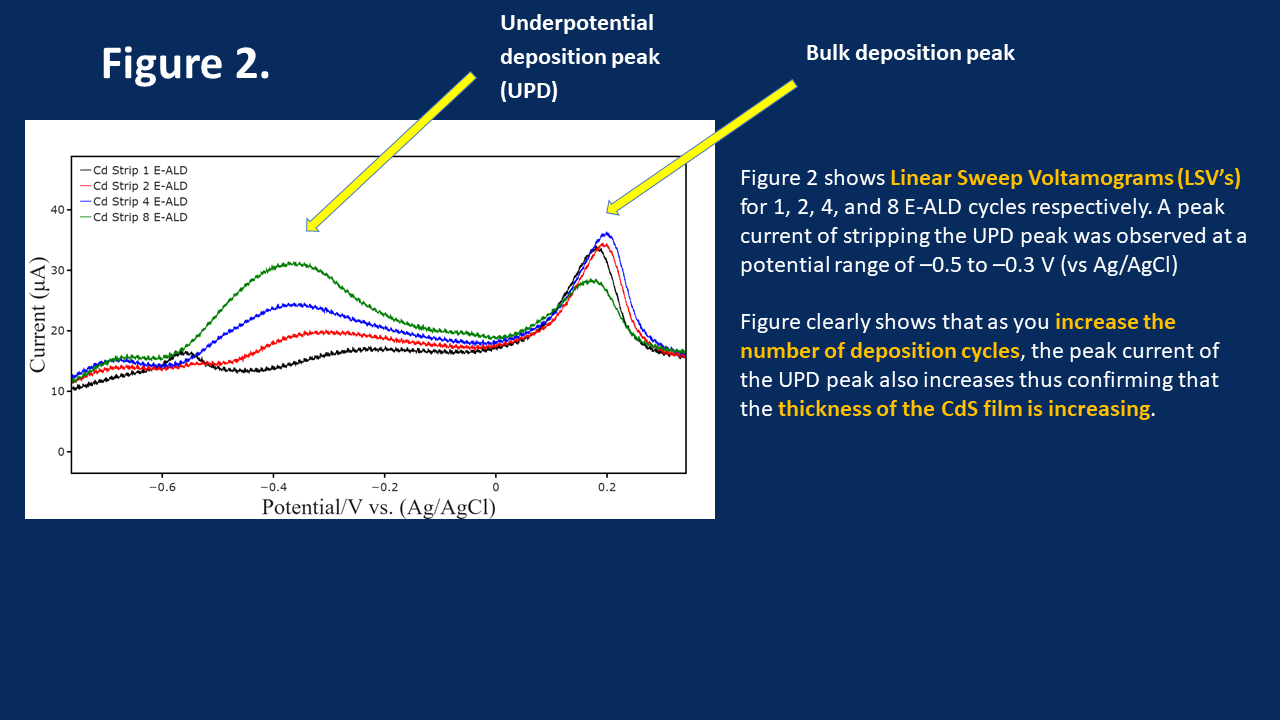 Figure 2.
Underpotential
deposition peak
(UPD)
Bulk deposition peak
Cd Strip 1 E-ALD
Cd Strip 2 E-ALD
Cd Strip 4 E-ALD
Cd Strip 8 E-ALD
Current (μA)
40
30
20
10
0
−0.6
−0.4
−0.2
0
0.2
Potential/V vs. (Ag/AgCl)
Figure 2 shows Linear Sweep Voltamograms (LSV’s)
for 1, 2, 4, and 8 E-ALD cycles respectively. A peak
current of stripping the UPD peak was observed at a
potential range of –0.5 to –0.3 V (vs Ag/AgCl)
Figure clearly shows that as you increase the
number of deposition cycles, the peak current of
the UPD peak also increases thus confirming that
the thickness of the CdS film is increasing.